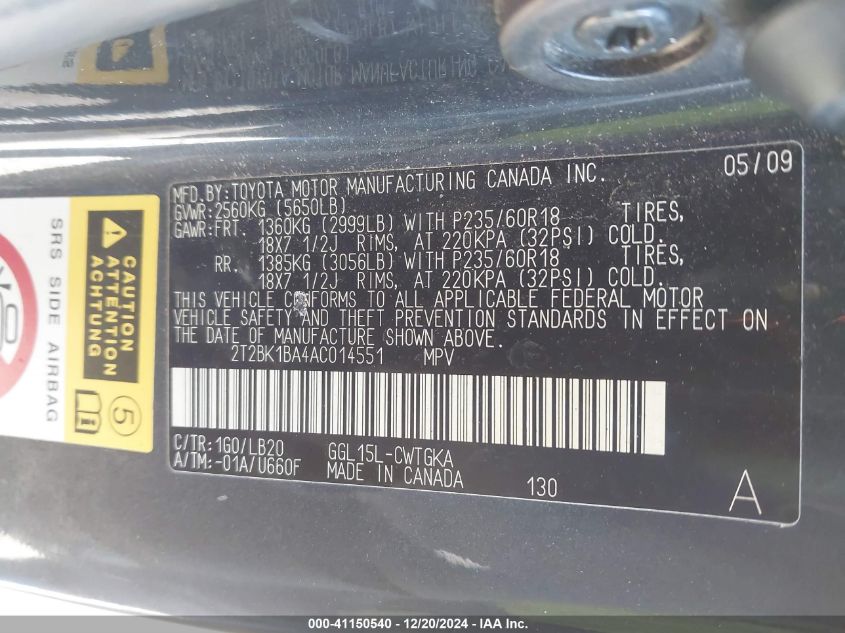 MFD.BY:TOYOTA MOTOR MANUFACTURING CANADA INC. 05/09
GVWR:2560KG (5650LB)
GAWR:FRT. 1360KG (2999LB) WITH P235/60R18 TIRES,
18X7 1/2J RIMS, AT 220KPA (32PSI) COLD.
RR. 1385KG (3056LB) WITH P235/60R18 TIRES,
18X7 1/2J RIMS, AT 220KPA (32PSI) COLD.
THIS VEHICLE CONFORMS TO ALL APPLICABLE FEDERAL MOTOR
VEHICLE SAFETY AND THEFT PREVENTION STANDARDS IN EFFECT ON
THE DATE OF MANUFACTURE SHOWN ABOVE.
2T2BK1BA4AC014551 MPV
C/TR:1G0/LB20 GGL15L-CWTGKA
A/TM:-01A/U660F MADE IN CANADA 130 A
SRS SIDE AIRBAG
CAUTION
ATTENTION
ACHTUNG
5
000-41150540 - 12/20/2024 - IAA Inc.